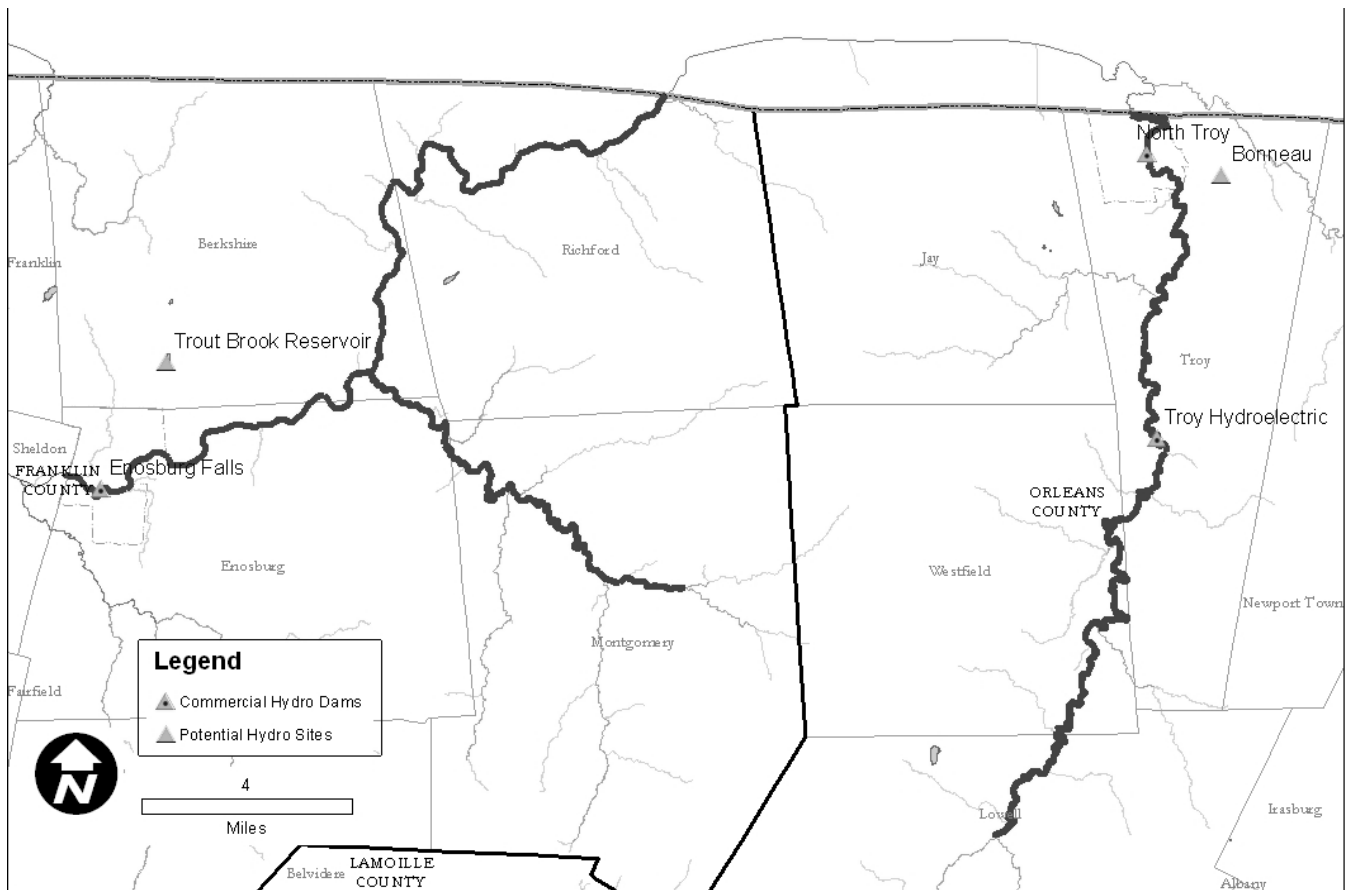 North Troy
Bonneau
Berkshire
Richford
Franklin
Jay
Trout Brook Reservoir
Troy
Troy Hydroelectric
Sheldon
FRANKLIN
COUNTY
Enosburg Falls
ORLEANS
COUNTY
Enosburg
Westfield
Newport Town
Montgomery
Legend
Fairfield
Commercial Hydro Dams
Potential Hydro Sites
N
4
Miles
Lowell
Irasburg
LAMOILLE
COUNTY
Belvidere
Albany